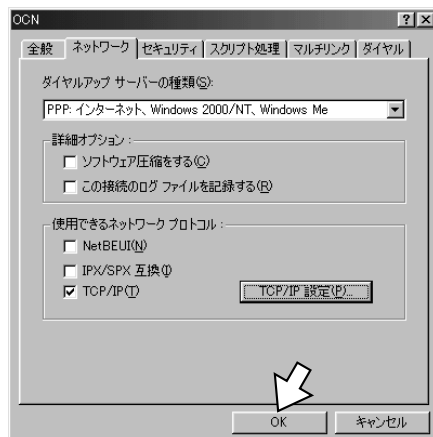 OCN
全般 ネットワーク セキュリティ スクリプト処理 マルチリンク ダイヤル
ダイヤルアップ サーバーの種類(S):
PPP: インターネット、Windows 2000/NT、Windows Me
詳細オプション :
ソフトウェア圧縮をする(C)
この接続のログ ファイルを記録する(R)
使用できるネットワーク プロトコル :
NetBEUI(N)
IPX/SPX 互換(I)
TCP/IP(T) TCP/IP 設定(P)...
OK キャンセル